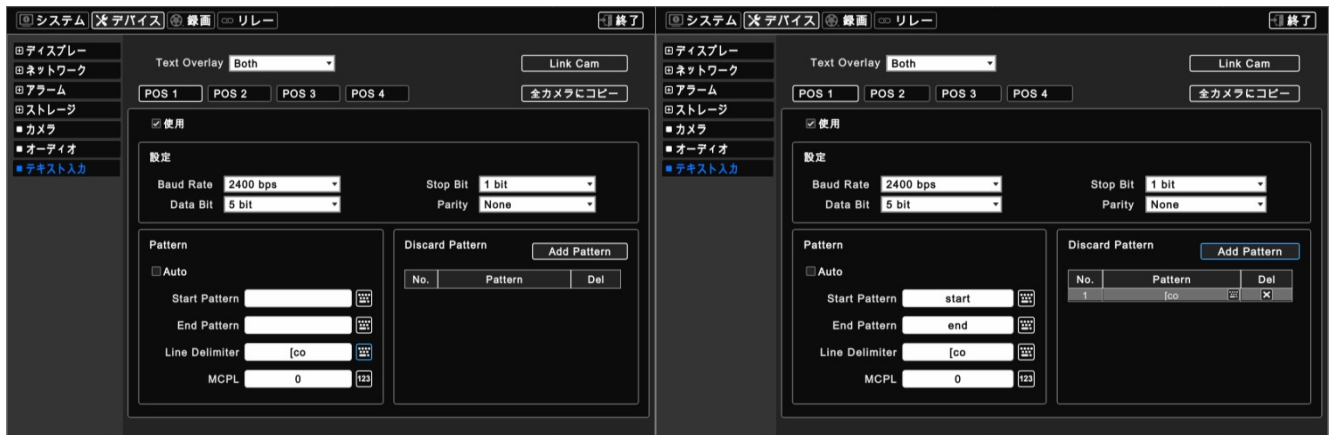 システム デバイス 録画 リレー 終了
ディスプレー
ネットワーク
アラーム
ストレージ
カメラ
オーディオ
テキスト入力
Text Overlay Both Link Cam
POS 1 POS 2 POS 3 POS 4 全カメラにコピー
使用
設定
Baud Rate 2400 bps Stop Bit 1 bit
Data Bit 5 bit Parity None
Pattern
Auto
Start Pattern
End Pattern
Line Delimiter [co
MCPL 0 123
Discard Pattern Add Pattern
No. Pattern Del
システム デバイス 録画 リレー 終了
ディスプレー
ネットワーク
アラーム
ストレージ
カメラ
オーディオ
テキスト入力
Text Overlay Both Link Cam
POS 1 POS 2 POS 3 POS 4 全カメラにコピー
使用
設定
Baud Rate 2400 bps Stop Bit 1 bit
Data Bit 5 bit Parity None
Pattern
Auto
Start Pattern start
End Pattern end
Line Delimiter [co
MCPL 0 123
Discard Pattern Add Pattern
No. Pattern Del
1 [co